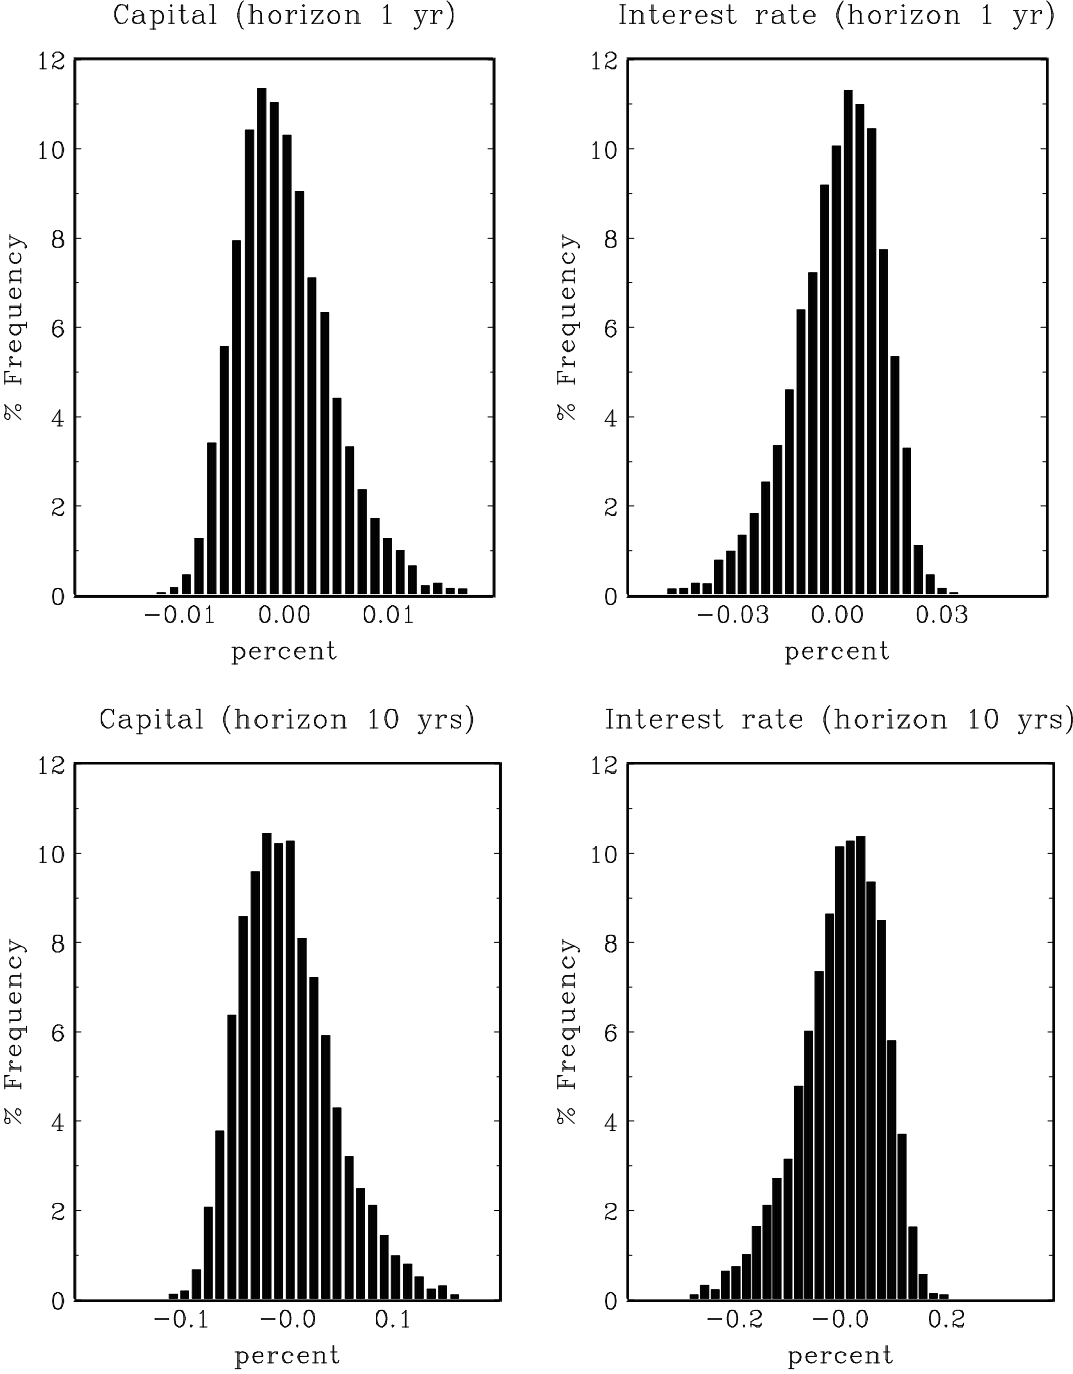 Capital (horizon 1 yr)
% Frequency
12
10
8
6
4
2
0
−0.01 0.00 0.01
percent
Interest rate (horizon 1 yr)
% Frequency
12
10
8
6
4
2
0
−0.03 0.00 0.03
percent
Capital (horizon 10 yrs)
% Frequency
12
10
8
6
4
2
0
−0.1 −0.0 0.1
percent
Interest rate (horizon 10 yrs)
% Frequency
12
10
8
6
4
2
0
−0.2 −0.0 0.2
percent